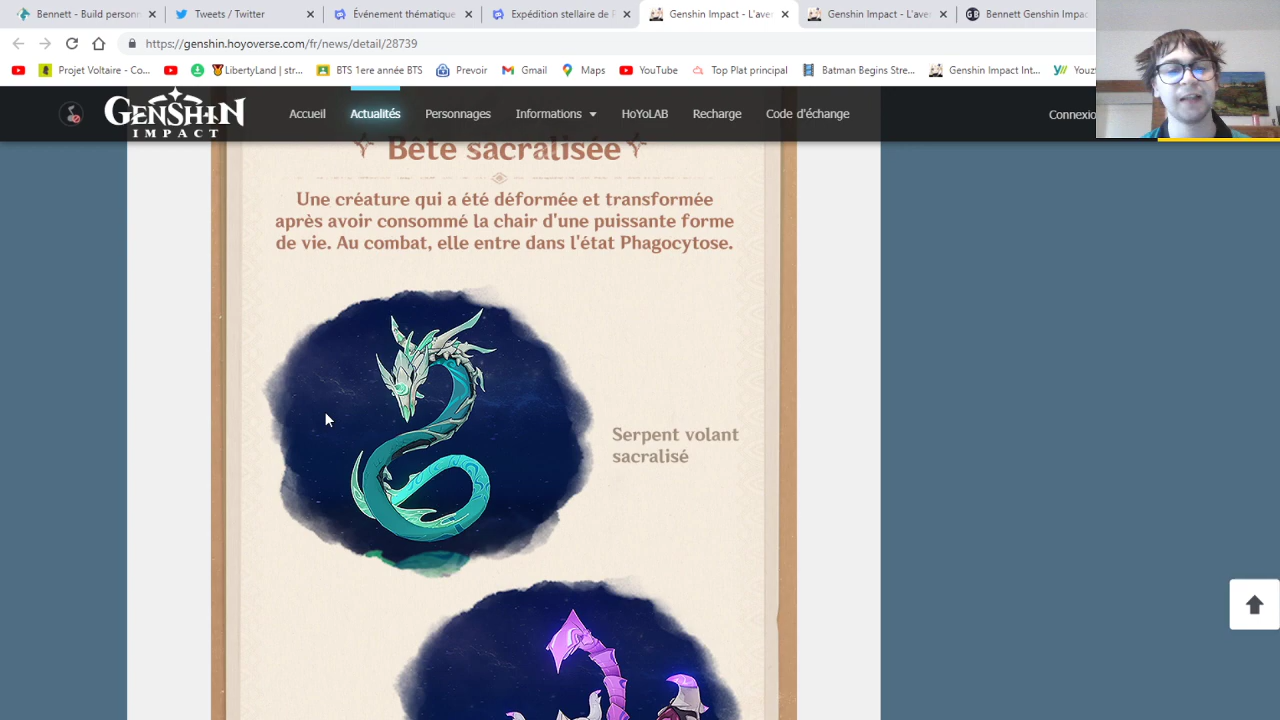 Bennett - Build personn
Tweets / Twitter
Événement thématique
Expédition stellaire de F
Genshin Impact - L'ave
Genshin Impact - L'ave
Bennett Genshin Impac
https://genshin.hoyoverse.com/fr/news/detail/28739
Projet Voltaire - Co...
LibertyLand | str...
BTS 1ere année BTS
Prevoir
Gmail
Maps
YouTube
Top Plat principal
Batman Begins Stre...
Genshin Impact Int...
Youz
GENSHIN
IMPACT
Accueil
Actualités
Personnages
Informations
HoYoLAB
Recharge
Code d'échange
Connexio
Bête sacralisée
Une créature qui a été déformée et transformée
après avoir consommé la chair d'une puissante forme
de vie. Au combat, elle entre dans l'état Phagocytose.
Serpent volant
sacralisé